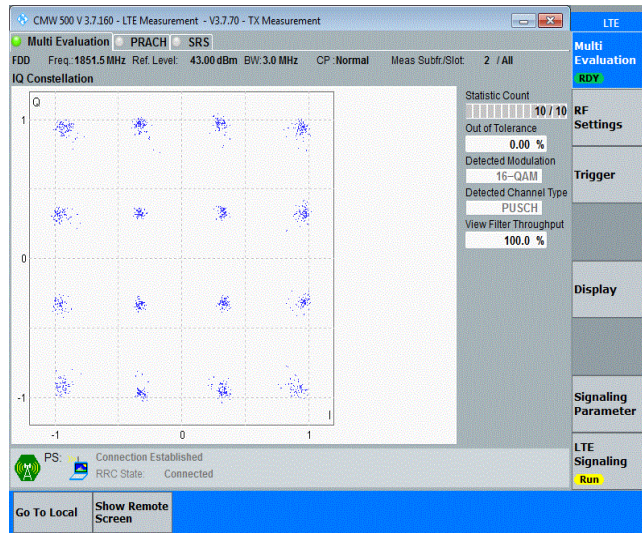 CMW 500 V 3.7.160 - LTE Measurement - V3.7.70 - TX Measurement
LTE
Multi Evaluation PRACH SRS
Multi
Evaluation
RDY
FDD Freq.: 1851.5 MHz Ref. Level: 43.00 dBm BW: 3.0 MHz CP : Normal Meas Subfr./Slot: 2 / All
IQ Constellation
Q
1
0
-1
-1
0
1
I
Statistic Count
10 / 10
Out of Tolerance
0.00 %
Detected Modulation
16-QAM
Detected Channel Type
PUSCH
View Filter Throughput
100.0 %
RF
Settings
Trigger
Display
Signaling
Parameter
LTE
Signaling
Run
PS: Connection Established
RRC State: Connected
Go To Local
Show Remote
Screen